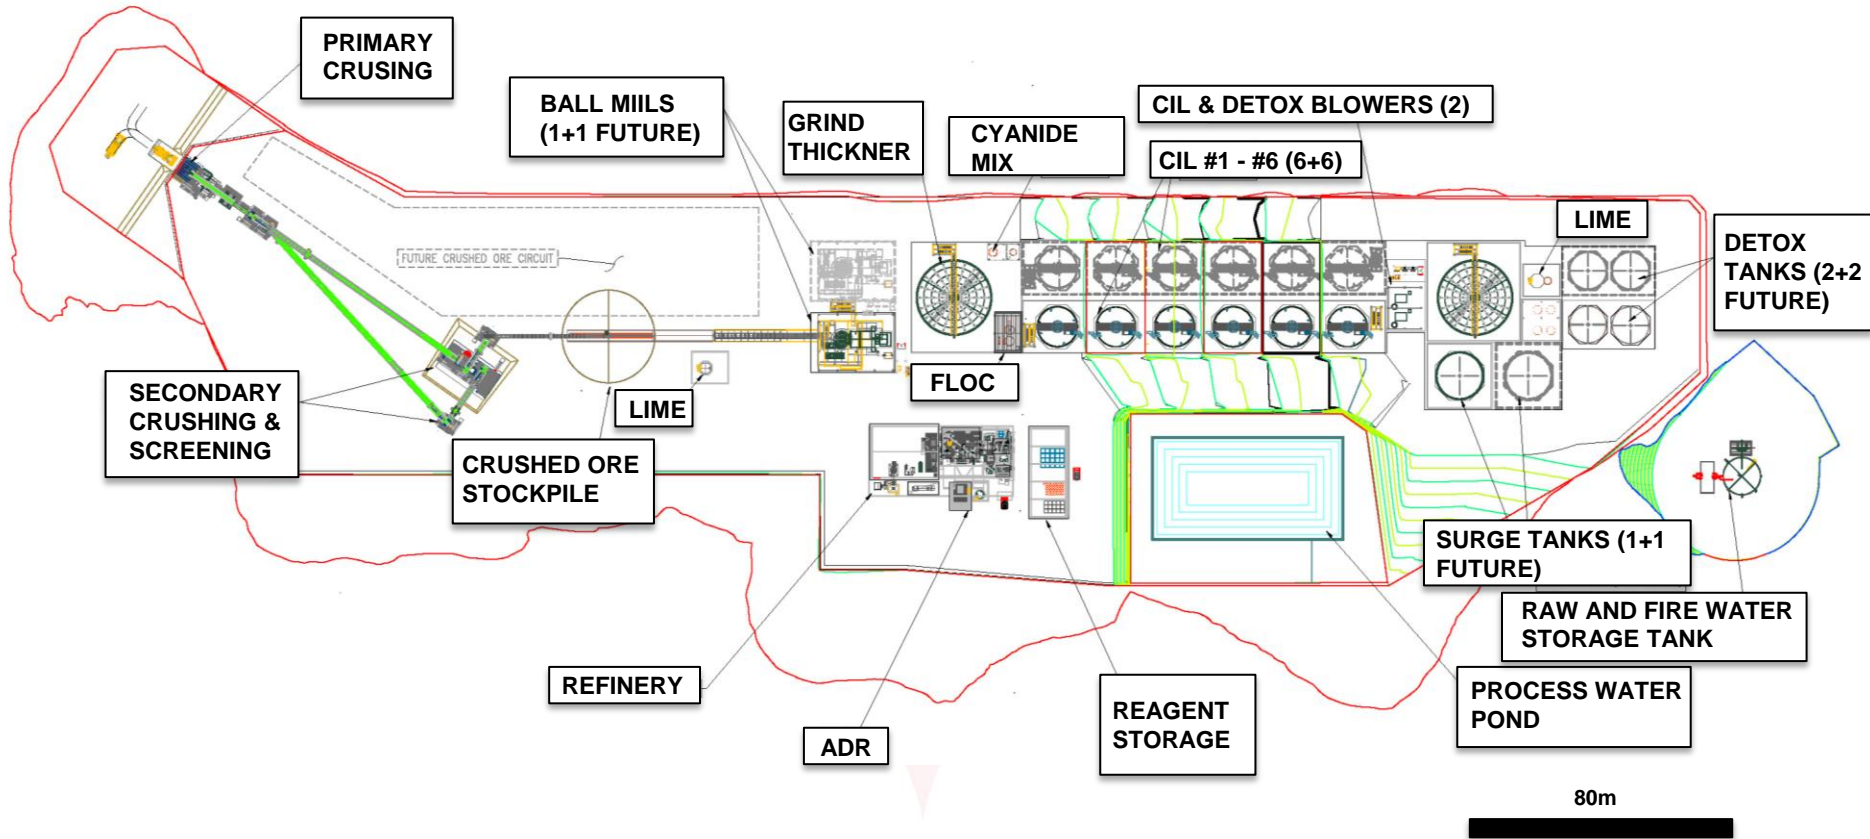 PRIMARY
CRUSING
BALL MIILS
(1+1 FUTURE)
GRIND
THICKNER
CYANIDE
MIX
CIL & DETOX BLOWERS (2)
CIL #1 - #6 (6+6)
LIME
DETOX
TANKS (2+2
FUTURE)
FUTURE CRUSHED ORE CIRCUIT
SECONDARY
CRUSHING &
SCREENING
LIME
FLOC
CRUSHED ORE
STOCKPILE
SURGE TANKS (1+1
FUTURE)
RAW AND FIRE WATER
STORAGE TANK
REFINERY
ADR
REAGENT
STORAGE
PROCESS WATER
POND
80m